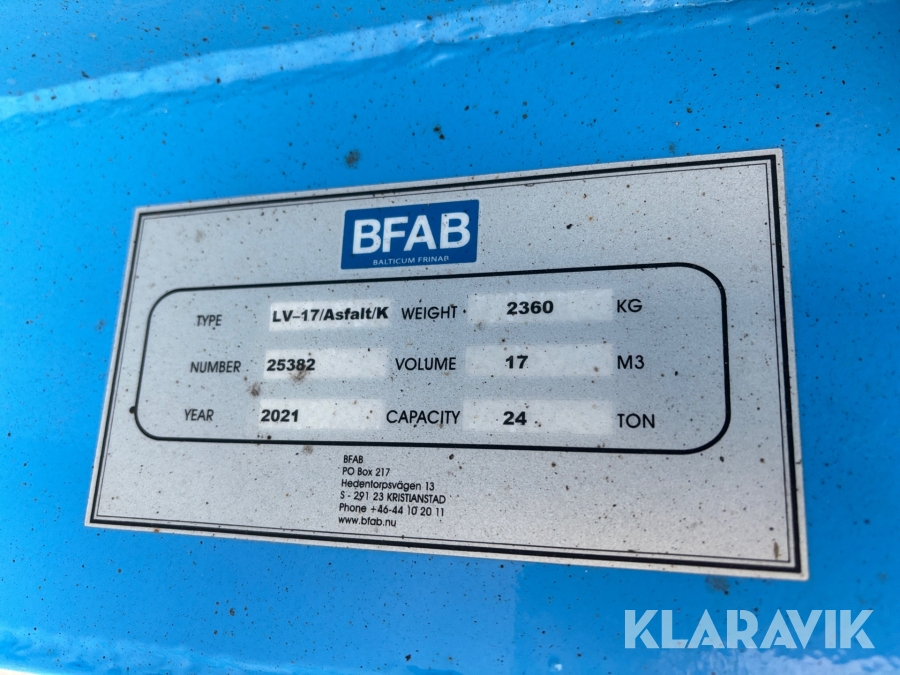 BFAB
BALTICUM FRINAB
TYPE LV-17/Asfalt/K WEIGHT 2360 KG
NUMBER 25382 VOLUME 17 M3
YEAR 2021 CAPACITY 24 TON
BFAB
PO Box 217
Hedentorpsvägen 13
S - 291 23 KRISTIANSTAD
Phone +46-44 10 20 11
www.bfab.nu
KLARAVIK